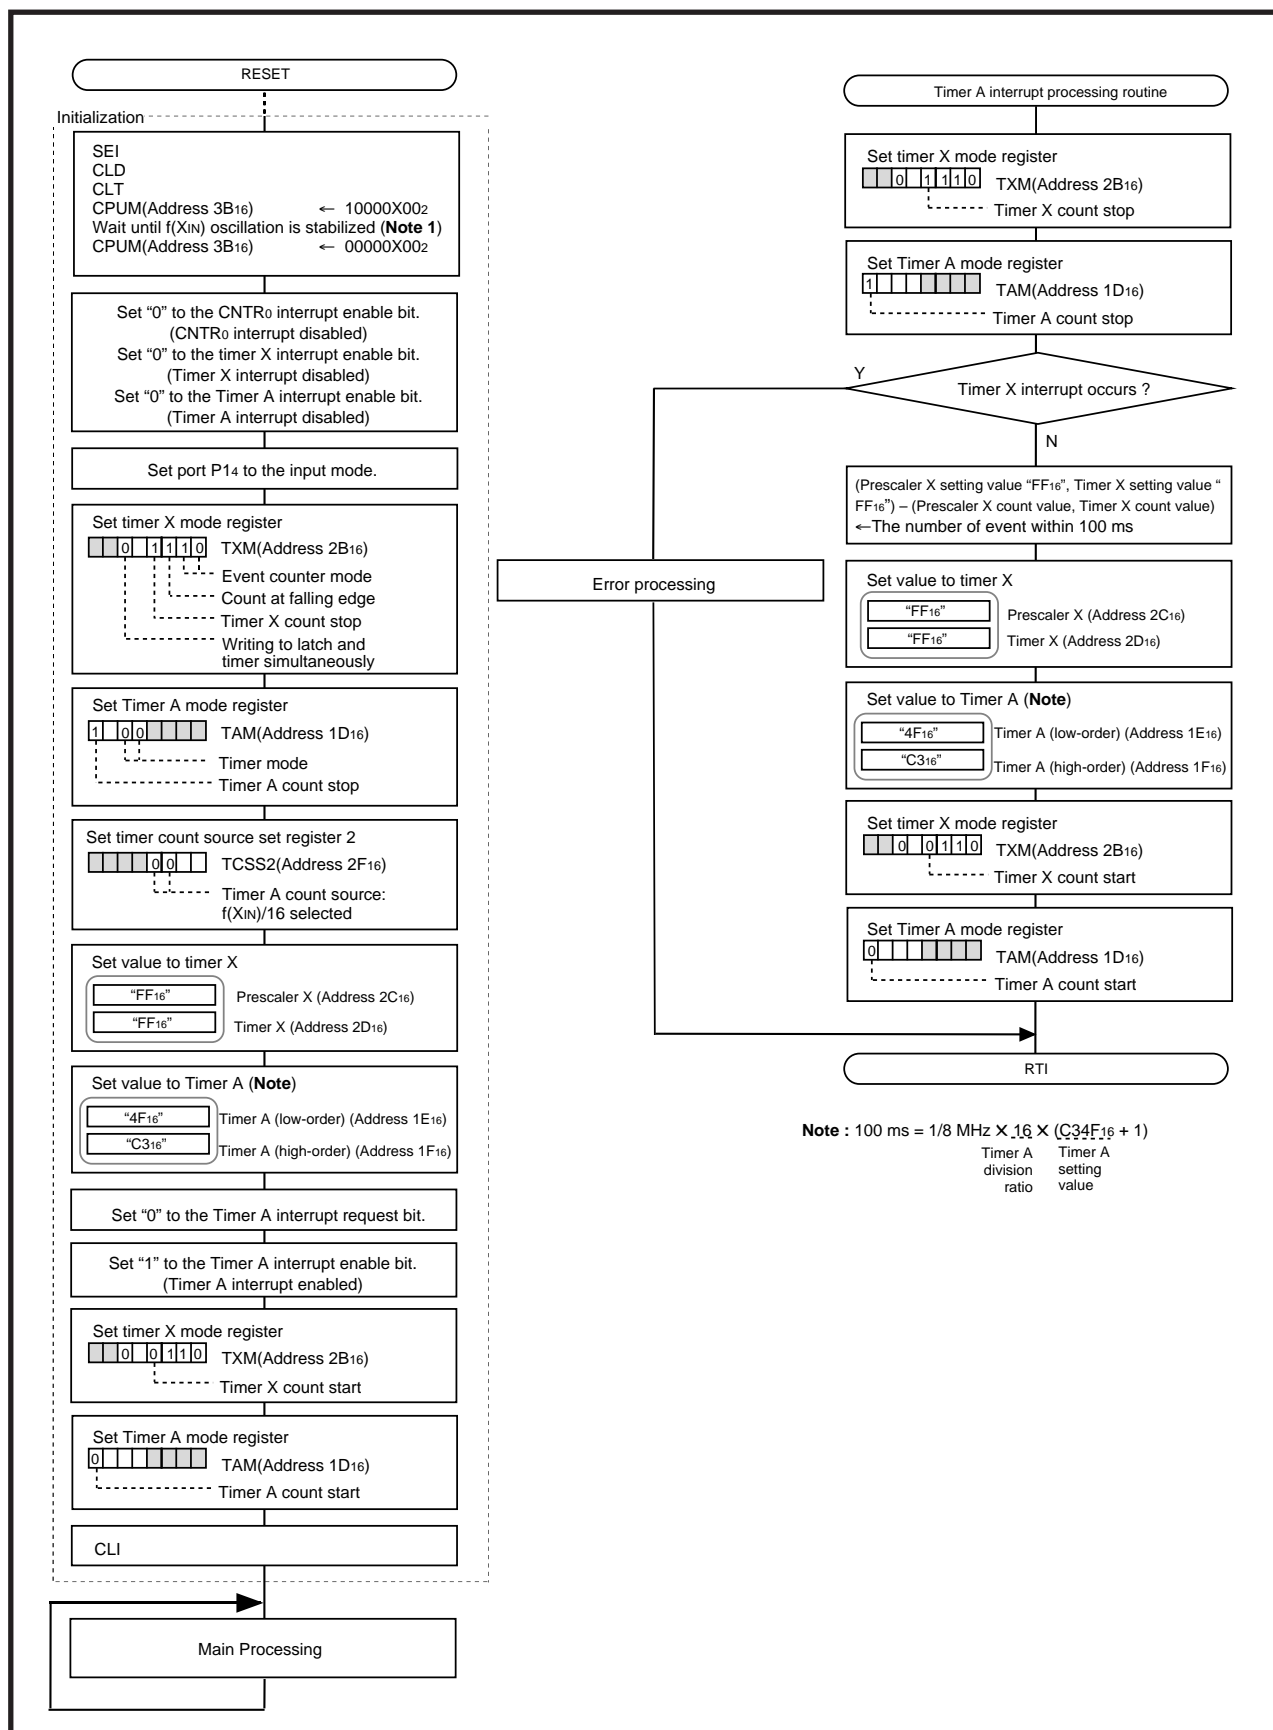 RESET
Initialization
SEI
CLD
CLT
CPUM(Address 3B16) ← 10000X002
Wait until f(XIN) oscillation is stabilized (Note 1)
CPUM(Address 3B16) ← 00000X002
Set “0” to the CNTR0 interrupt enable bit.
(CNTR0 interrupt disabled)
Set “0” to the timer X interrupt enable bit.
(Timer X interrupt disabled)
Set “0” to the Timer A interrupt enable bit.
(Timer A interrupt disabled)
Set port P14 to the input mode.
Set timer X mode register
0 1 1 1 0 TXM(Address 2B16)
Event counter mode
Count at falling edge
Timer X count stop
Writing to latch and
timer simultaneously
Set Timer A mode register
1 0 0 TAM(Address 1D16)
Timer mode
Timer A count stop
Set timer count source set register 2
0 0 TCSS2(Address 2F16)
Timer A count source:
f(XIN)/16 selected
Set value to timer X
“FF16” Prescaler X (Address 2C16)
“FF16” Timer X (Address 2D16)
Set value to Timer A (Note)
“4F16” Timer A (low-order) (Address 1E16)
“C316” Timer A (high-order) (Address 1F16)
Set “0” to the Timer A interrupt request bit.
Set “1” to the Timer A interrupt enable bit.
(Timer A interrupt enabled)
Set timer X mode register
0 0 1 1 0 TXM(Address 2B16)
Timer X count start
Set Timer A mode register
0 TAM(Address 1D16)
Timer A count start
CLI
Main Processing
Timer A interrupt processing routine
Set timer X mode register
0 1 1 1 0 TXM(Address 2B16)
Timer X count stop
Set Timer A mode register
1 TAM(Address 1D16)
Timer A count stop
Y
Timer X interrupt occurs ?
N
(Prescaler X setting value “FF16”, Timer X setting value “
FF16”) – (Prescaler X count value, Timer X count value)
←The number of event within 100 ms
Error processing
Set value to timer X
“FF16” Prescaler X (Address 2C16)
“FF16” Timer X (Address 2D16)
Set value to Timer A (Note)
“4F16” Timer A (low-order) (Address 1E16)
“C316” Timer A (high-order) (Address 1F16)
Set timer X mode register
0 0 1 1 0 TXM(Address 2B16)
Timer X count start
Set Timer A mode register
0 TAM(Address 1D16)
Timer A count start
RTI
Note : 100 ms = 1/8 MHz × 16 × (C34F16 + 1)
Timer A Timer A
division setting
ratio value